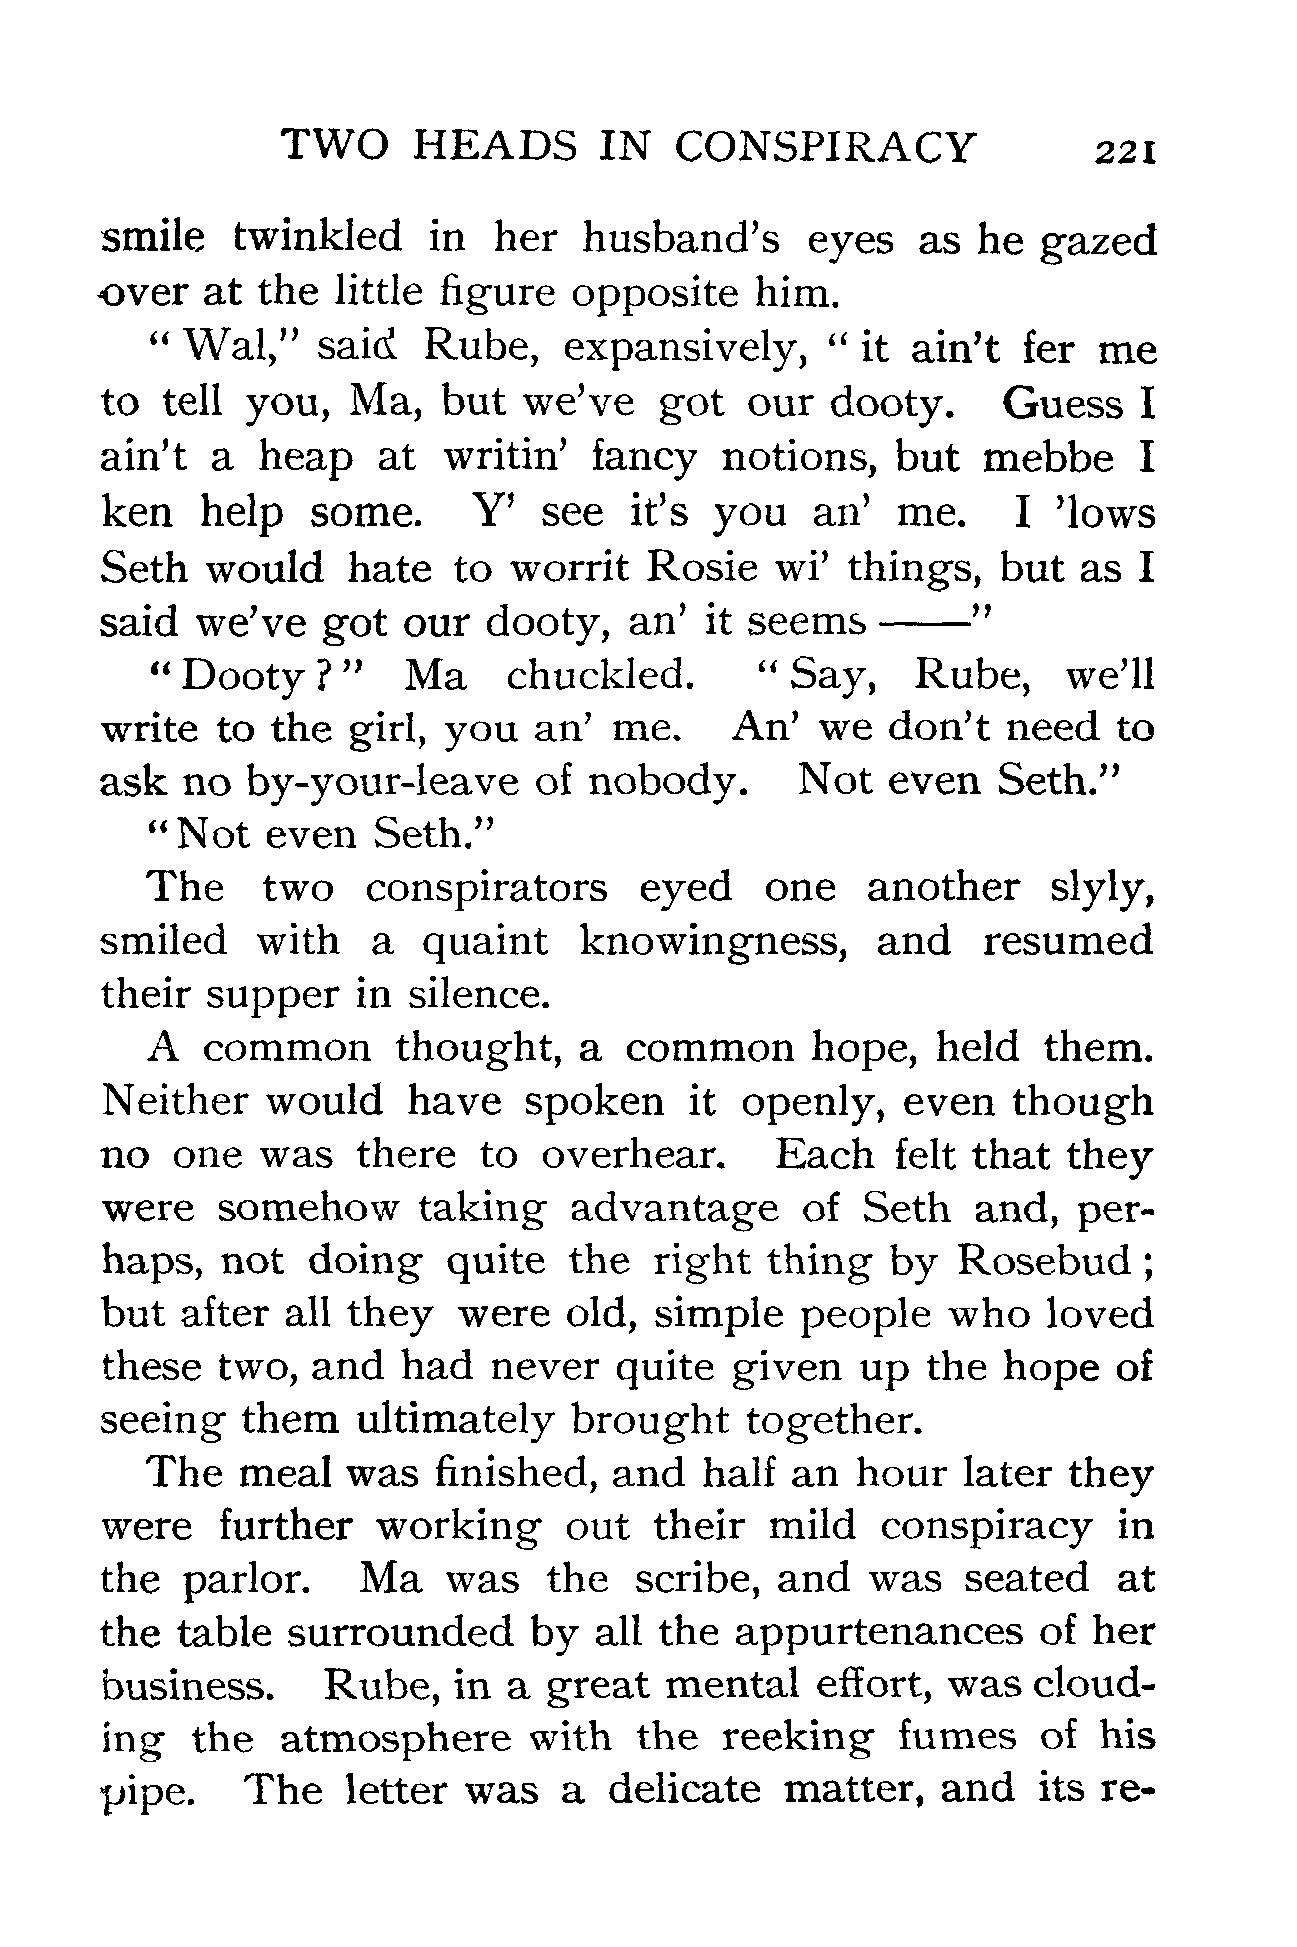 TWO HEADS IN CONSPIRACY 221
smile twinkled in her husband's eyes as he gazed
over at the little figure opposite him.
" Wal," said Rube, expansively, " it ain't fer me
to tell you, Ma, but we've got our dooty. Guess I
ain't a heap at writin' fancy notions, but mebbe I
ken help some. Y' see it's you an' me. I 'lows
Seth would hate to worrit Rosie wi' things, but as I
said we've got our dooty, an' it seems ——"
" Dooty ? " Ma chuckled. " Say, Rube, we'll
write to the girl, you an' me. An' we don't need to
ask no by-your-leave of nobody. Not even Seth."
" Not even Seth."
The two conspirators eyed one another slyly,
smiled with a quaint knowingness, and resumed
their supper in silence.
A common thought, a common hope, held them.
Neither would have spoken it openly, even though
no one was there to overhear. Each felt that they
were somehow taking advantage of Seth and, per-
haps, not doing quite the right thing by Rosebud ;
but after all they were old, simple people who loved
these two, and had never quite given up the hope of
seeing them ultimately brought together.
The meal was finished, and half an hour later they
were further working out their mild conspiracy in
the parlor. Ma was the scribe, and was seated at
the table surrounded by all the appurtenances of her
business. Rube, in a great mental effort, was cloud-
ing the atmosphere with the reeking fumes of his
pipe. The letter was a delicate matter, and its re-